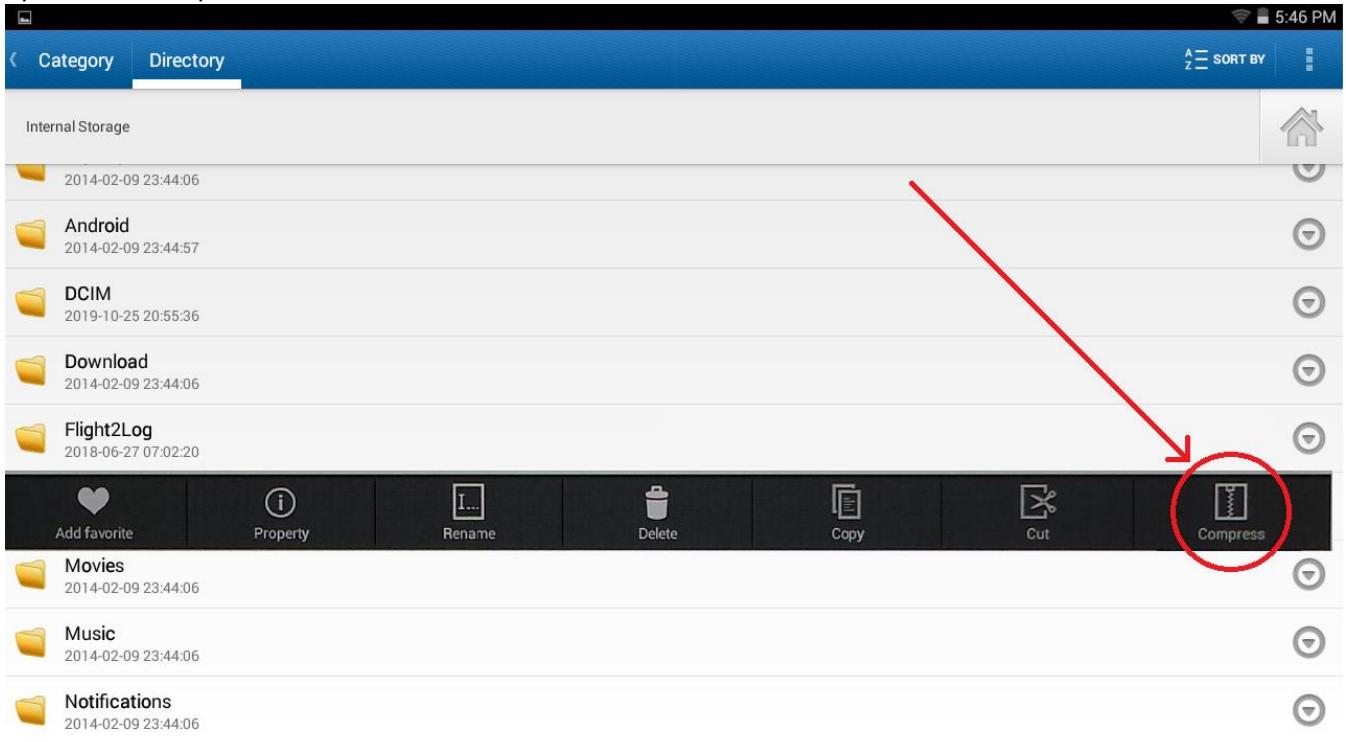 5:46 PM
Category Directory
A
Z SORT BY
Internal Storage
2014-02-09 23:44:06
Android
2014-02-09 23:44:57
DCIM
2019-10-25 20:55:36
Download
2014-02-09 23:44:06
Flight2Log
2018-06-27 07:02:20
I...
Add favorite Property Rename Delete Copy Cut Compress
Movies
2014-02-09 23:44:06
Music
2014-02-09 23:44:06
Notifications
2014-02-09 23:44:06